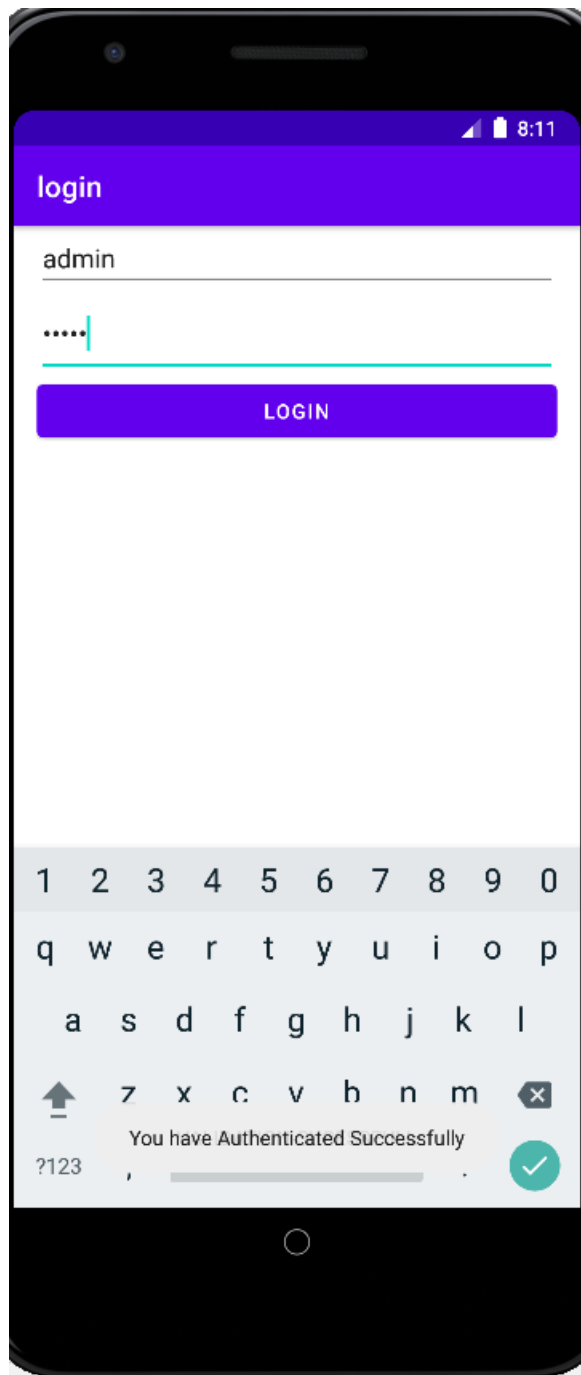 8:11
login
admin
•••••
LOGIN
1 2 3 4 5 6 7 8 9 0
q w e r t y u i o p
a s d f g h j k l
z x c v b n m
You have Authenticated Successfully
?123 , .